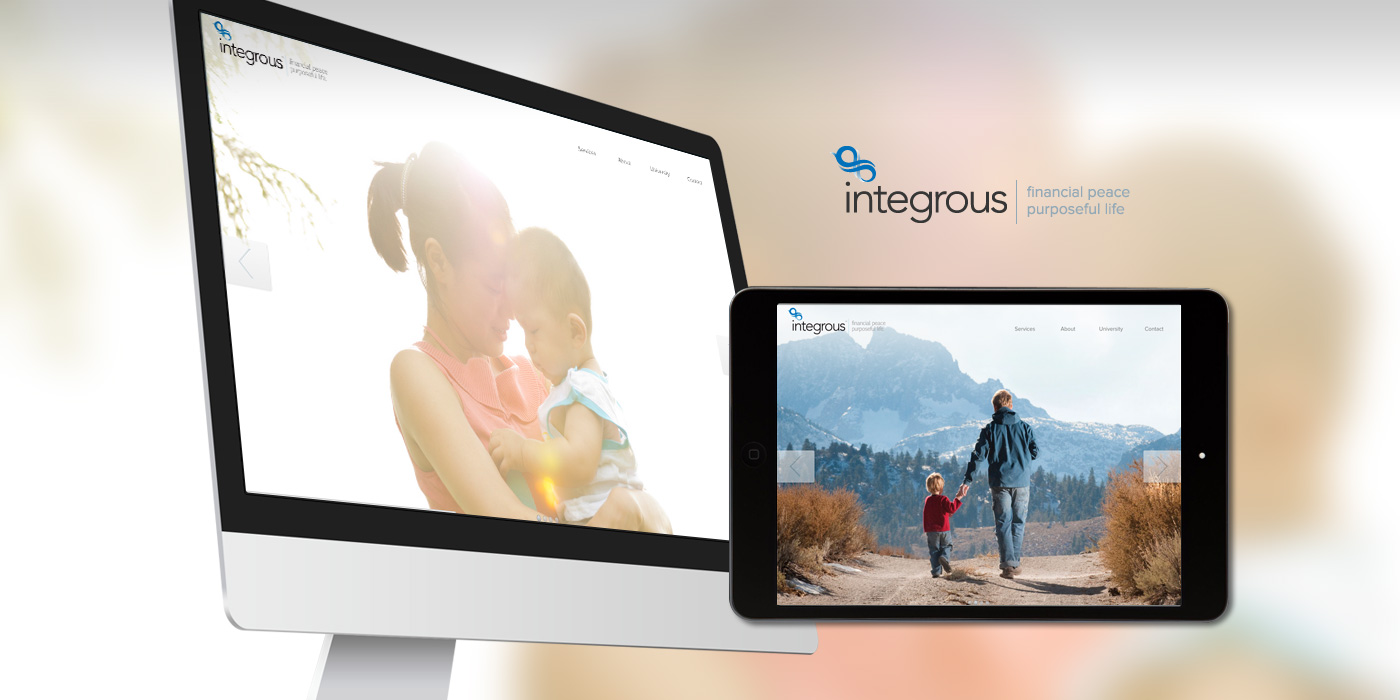 integrous
financial peace
purposeful life
Services About University Contact
integrous
financial peace
purposeful life
integrous
financial peace
purposeful life
Services About University Contact